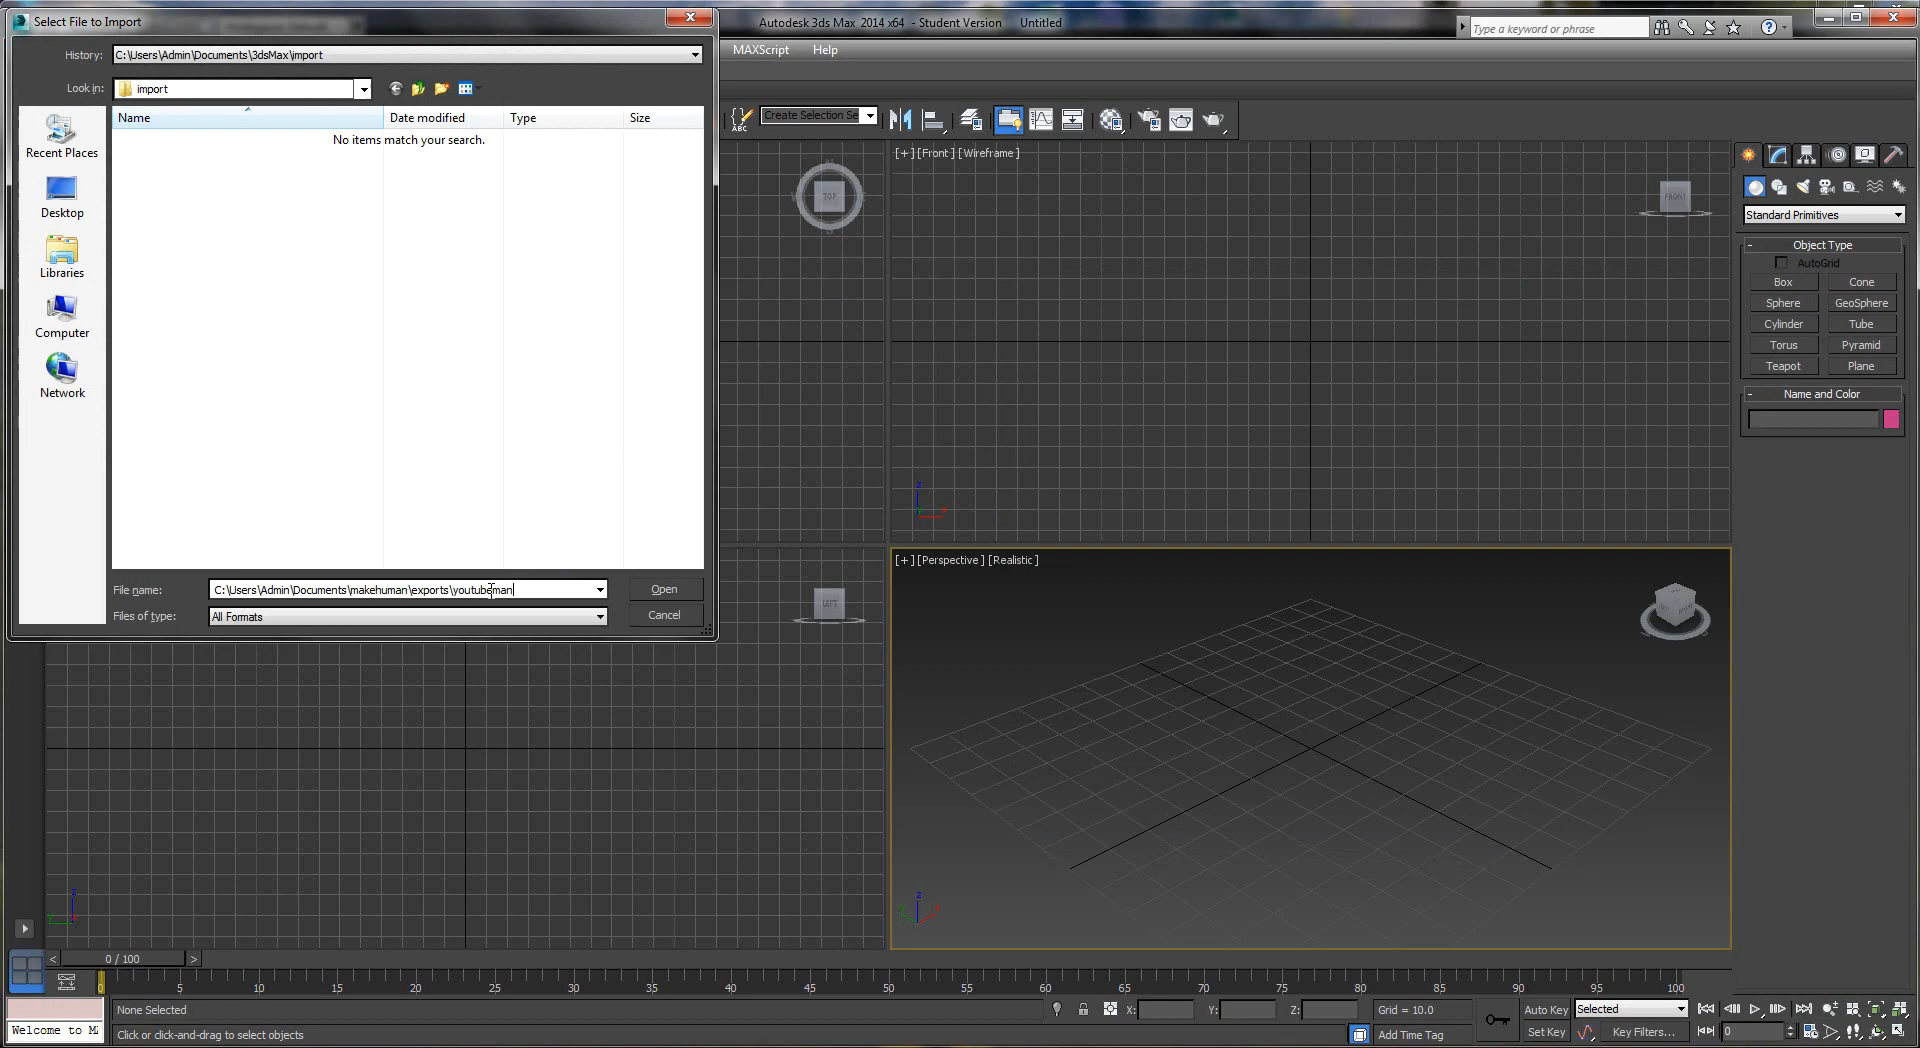 Select File to Import
Autodesk 3ds Max 2014 x64 - Student Version Untitled
Type a keyword or phrase
History: C:\Users\Admin\Documents\3dsMax\import
MAXScript Help
Look in: import
Name Date modified Type Size
No items match your search.
Recent Places
Desktop
Libraries
Computer
Network
File name: C:\Users\Admin\Documents\makehuman\exports\youtubeman
Open
Files of type: All Formats
Cancel
ABC
Create Selection Se
[+] [Front ] [Wireframe ]
TOP
FRONT
LEFT
[+] [Perspective ] [Realistic ]
Standard Primitives
- Object Type
AutoGrid
Box Cone
Sphere GeoSphere
Cylinder Tube
Torus Pyramid
Teapot Plane
- Name and Color
< 0 / 100 >
0 5 10 15 20 25 30 35 40 45 50 55 60 65 70 75 80 85 90 95 100
None Selected
X: Y: Z: Grid = 10.0
Auto Key Selected
Welcome to M
Click or click-and-drag to select objects
Add Time Tag
Set Key Key Filters... 0